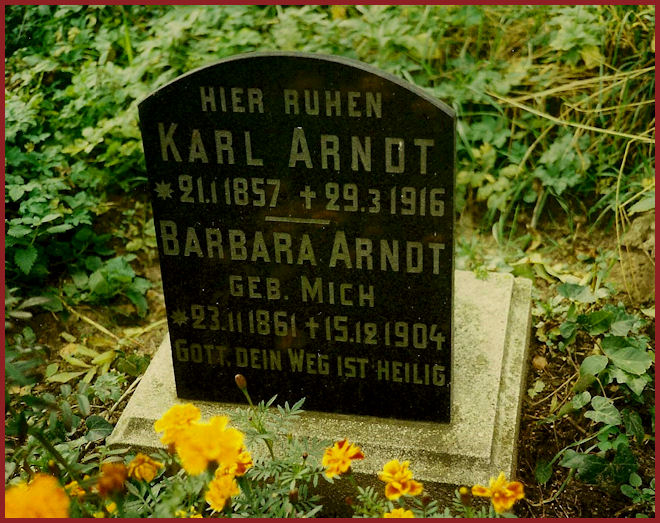 HIER RUHEN
KARL ARNDT
* 21.1 1857 + 29.3 1916
BARBARA ARNDT
GEB. MICH
* 23.11 1861 + 15.12 1904
GOTT, DEIN WEG IST HEILIG.